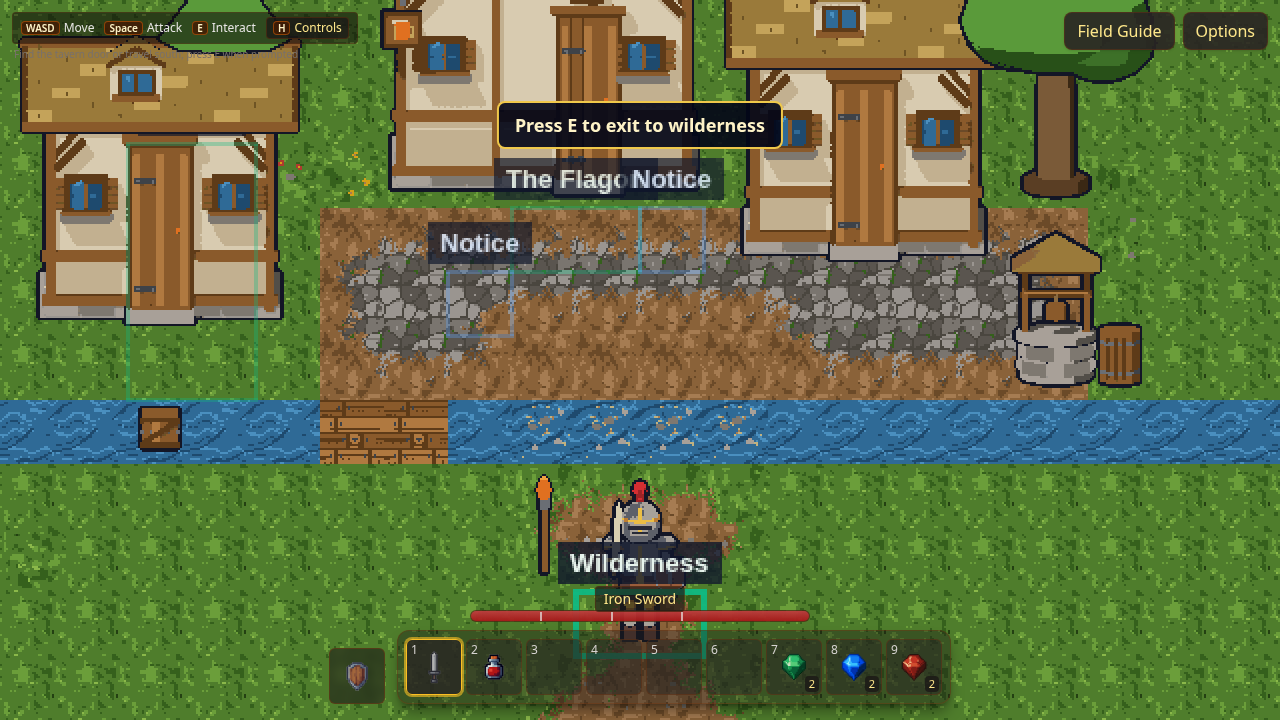 WASD Move Space Attack E Interact H Controls
Field Guide
Options
Press E to exit to wilderness
The Flago
Notice
Notice
Wilderness
Iron Sword
1 2 3 4 5 6 7 8 9
2 2 2